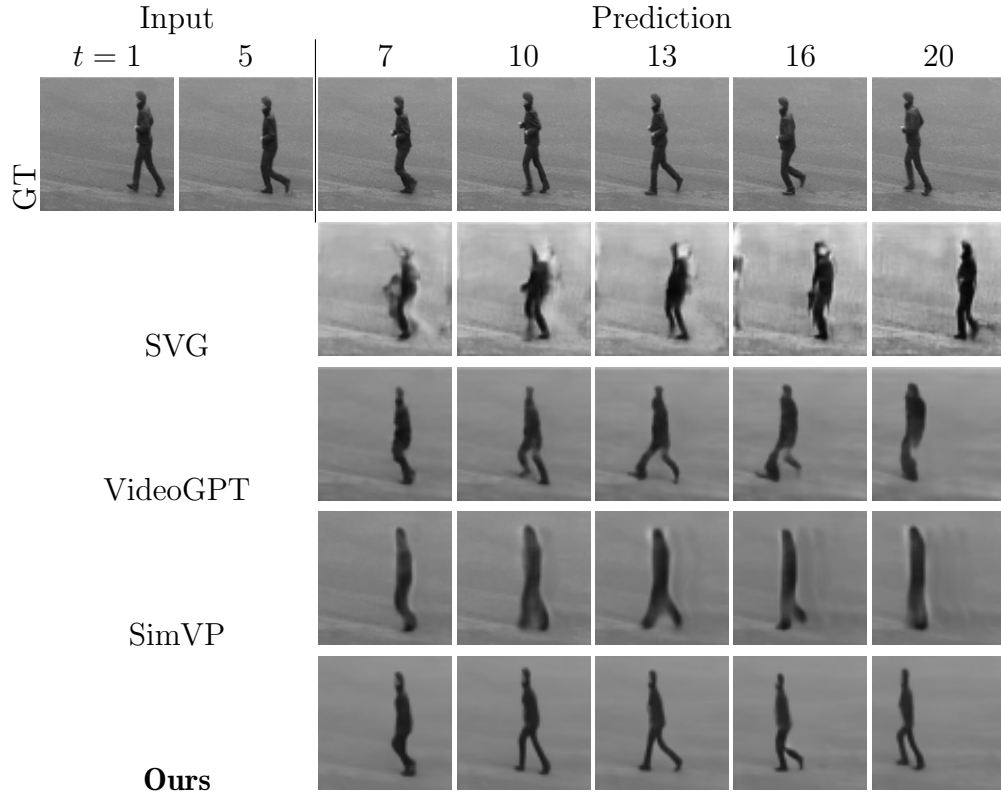 Input Prediction
t = 1 5 7 10 13 16 20
GT
SVG
VideoGPT
SimVP
Ours